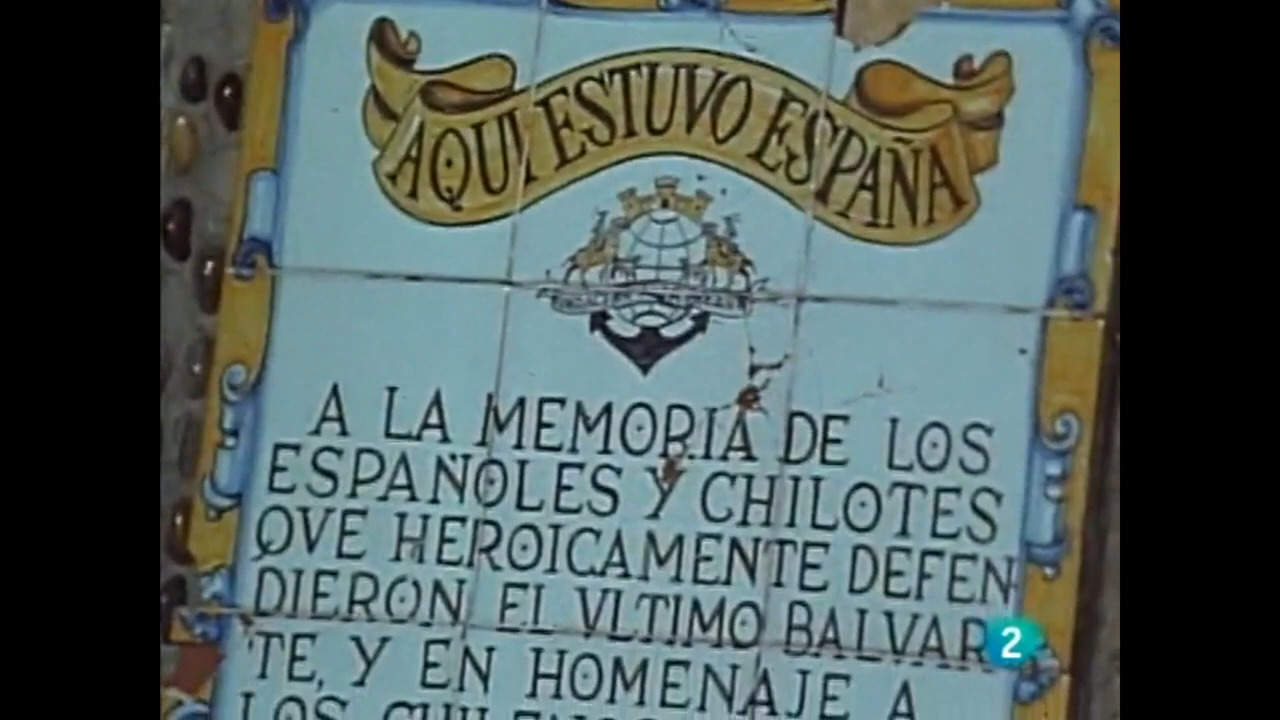 AQUI ESTUVO ESPAÑA
A LA MEMORIA DE LOS
ESPAÑOLES Y CHILOTES
QVE HEROICAMENTE DEFEN
DIERON EL VLTIMO BALVAR
TE, Y EN HOMENAJE A
LOS
2